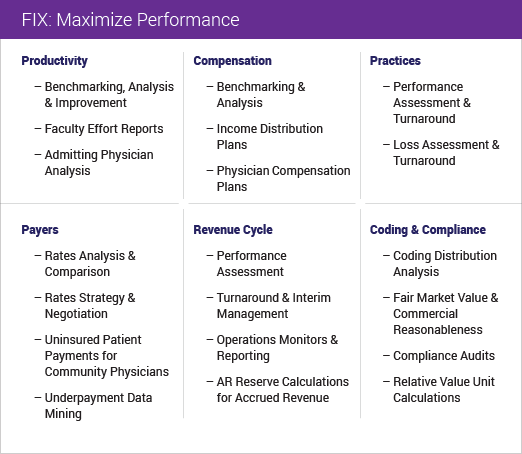 FIX: Maximize Performance
Productivity
– Benchmarking, Analysis
& Improvement
– Faculty Effort Reports
– Admitting Physician
Analysis
Compensation
– Benchmarking &
Analysis
– Income Distribution
Plans
– Physician Compensation
Plans
Practices
– Performance
Assessment &
Turnaround
– Loss Assessment &
Turnaround
Payers
– Rates Analysis &
Comparison
– Rates Strategy &
Negotiation
– Uninsured Patient
Payments for
Community Physicians
– Underpayment Data
Mining
Revenue Cycle
– Performance
Assessment
– Turnaround & Interim
Management
– Operations Monitors &
Reporting
– AR Reserve Calculations
for Accrued Revenue
Coding & Compliance
– Coding Distribution
Analysis
– Fair Market Value &
Commercial
Reasonableness
– Compliance Audits
– Relative Value Unit
Calculations